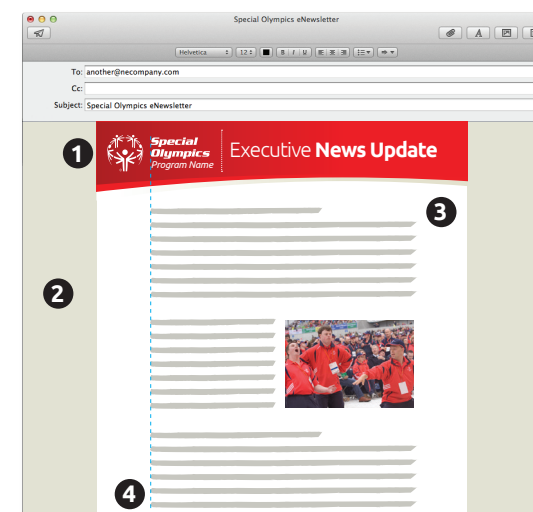 Special Olympics eNewsletter
Helvetica 12 B I U
To: another@necompany.com
Cc:
Subject: Special Olympics eNewsletter
1
Special
Olympics
Program Name
Executive News Update
3
2
4